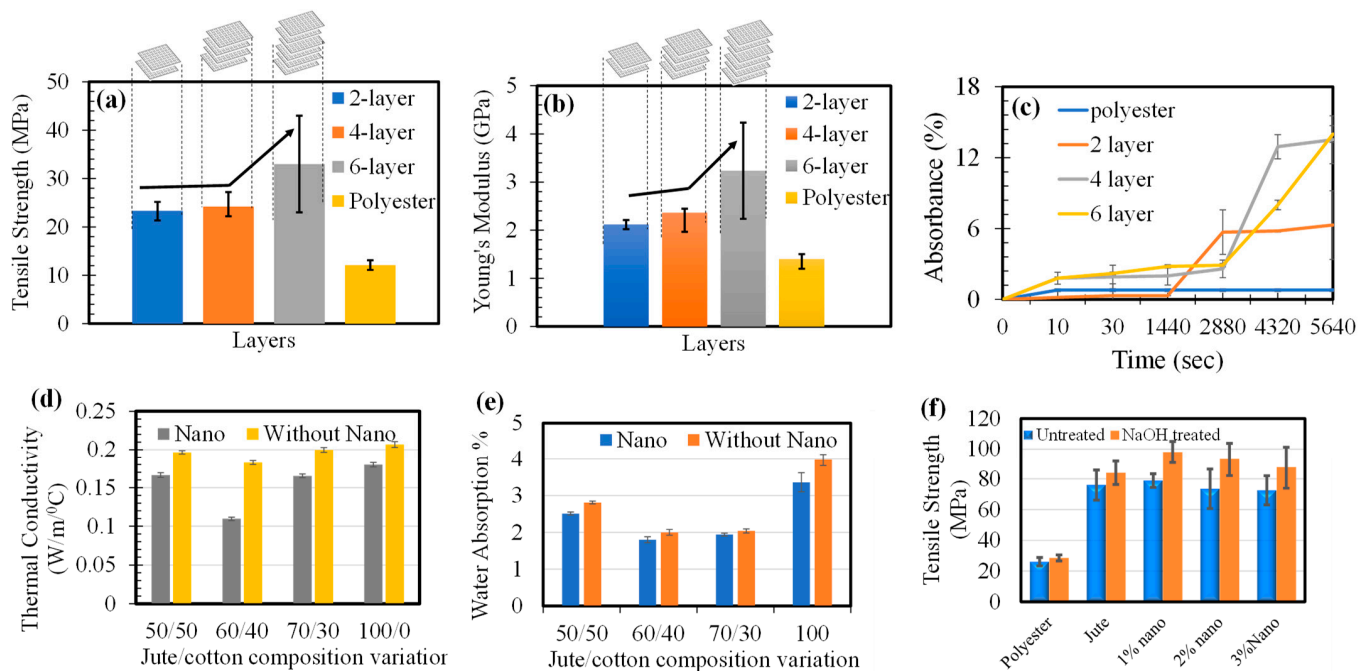 (a)
Tensile Strength (MPa)
50
40
30
20
10
0
2-layer
4-layer
6-layer
Polyester
Layers
(b)
Young's Modulus (GPa)
5
4
3
2
1
0
2-layer
4-layer
6-layer
Polyester
Layers
(c)
Absorbance (%)
18
12
6
0
polyester
2 layer
4 layer
6 layer
0 10 30 1440 2880 4320 5640
Time (sec)
(d)
Thermal Conductivity
(W/m/⁰C)
0.25
0.2
0.15
0.1
0.05
0
Nano Without Nano
50/50 60/40 70/30 100/0
Jute/cotton composition variation
(e)
Water Absorption %
5
4
3
2
1
0
Nano Without Nano
50/50 60/40 70/30 100
Jute/cotton composition variation
(f)
Tensile Strength
(MPa)
120
100
80
60
40
20
0
Untreated NaOH treated
Polyester Jute 1% nano 2% nano 3%Nano